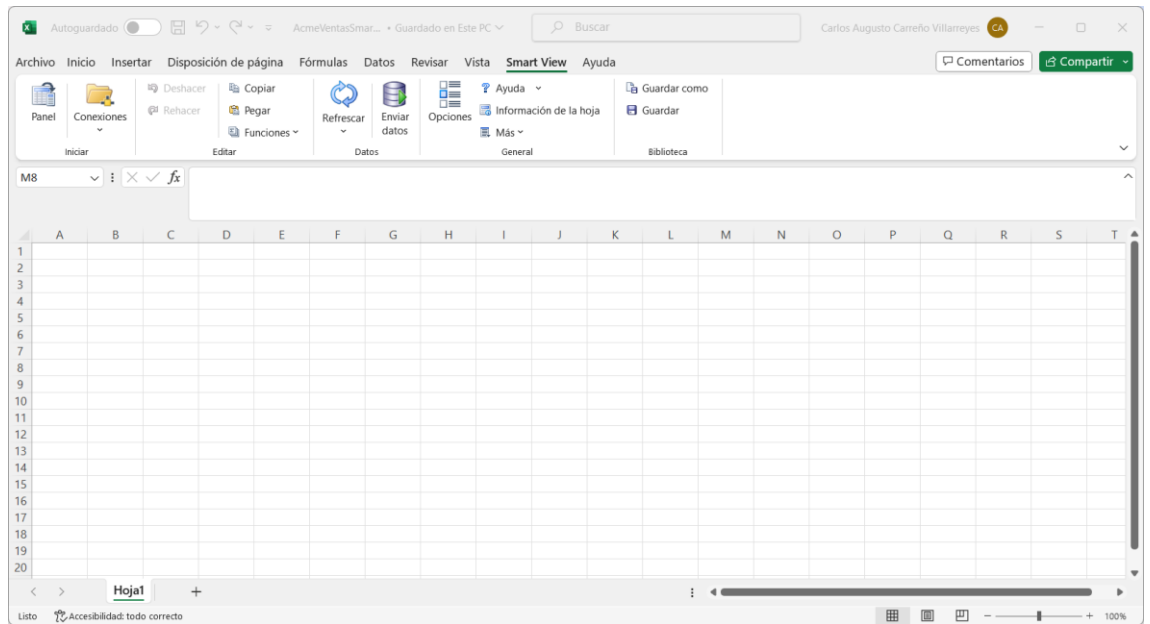 Autoguardado AcmeVentasSmar... • Guardado en Este PC Buscar Carlos Augusto Carreño Villarreyes CA
Archivo Inicio Insertar Disposición de página Fórmulas Datos Revisar Vista Smart View Ayuda Comentarios Compartir
Panel Conexiones Deshacer Rehacer Copiar Pegar Funciones Refrescar Enviar datos Opciones Ayuda Información de la hoja Más Guardar como Guardar
Iniciar Editar Datos General Biblioteca
M8 fx
A B C D E F G H I J K L M N O P Q R S T
1
2
3
4
5
6
7
8
9
10
11
12
13
14
15
16
17
18
19
20
Hoja1 +
Listo Accesibilidad: todo correcto - + 100%